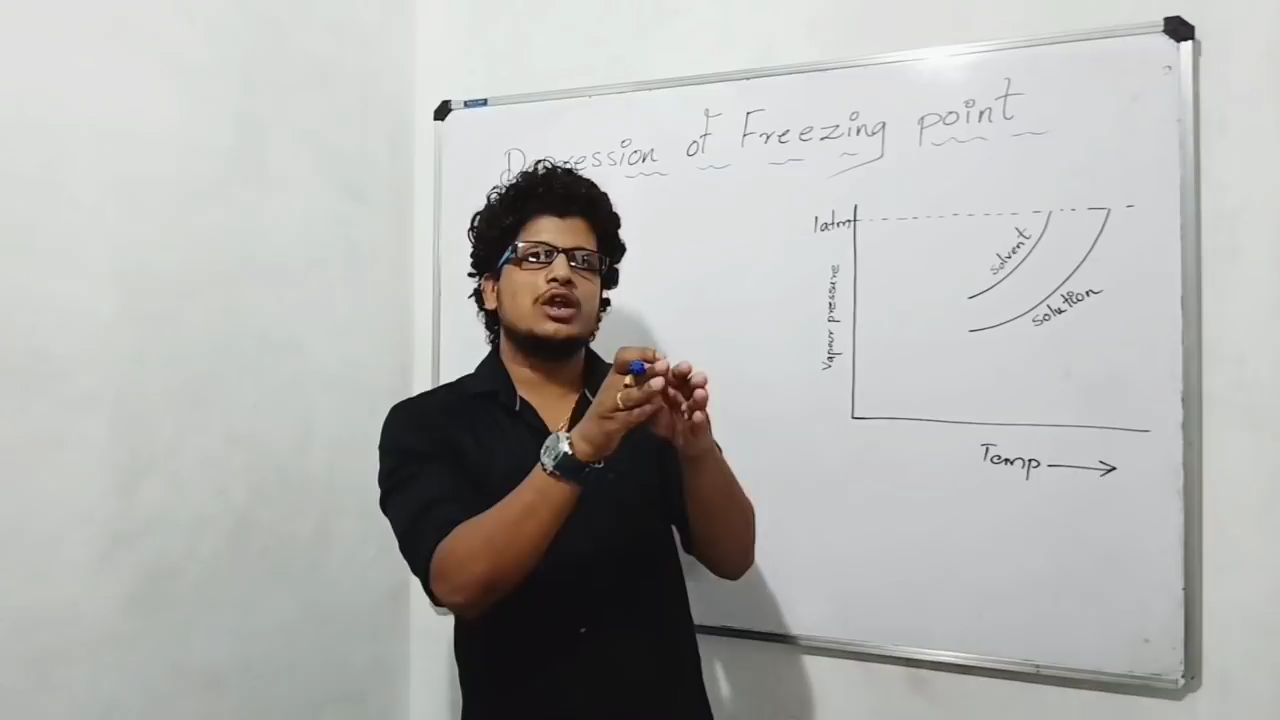 Depression of Freezing point
1atm
solvent
solution
Vapour pressure
Temp